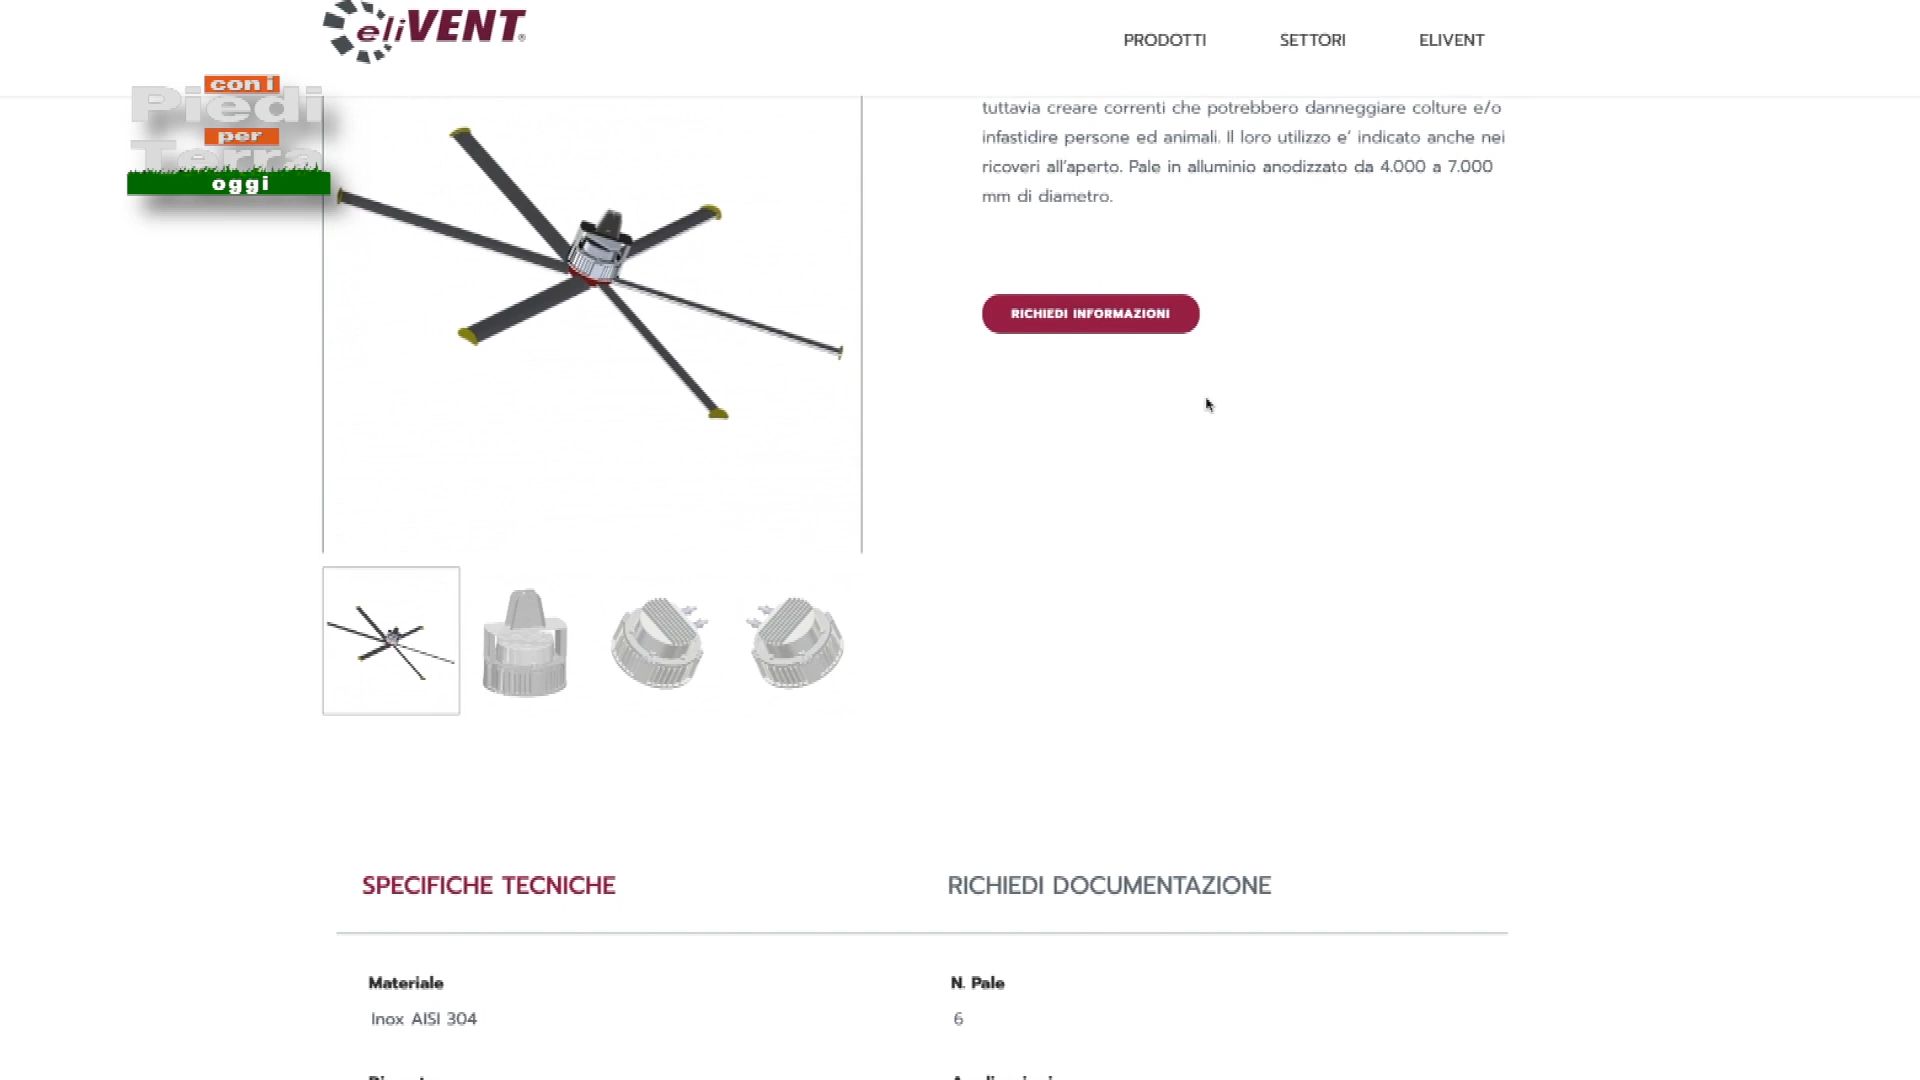 eliVENT®
PRODOTTI
SETTORI
ELIVENT
con i
Piedi
per
Terra
oggi
tuttavia creare correnti che potrebbero danneggiare colture e/o
infastidire persone ed animali. Il loro utilizzo e' indicato anche nei
ricoveri all'aperto. Pale in alluminio anodizzato da 4.000 a 7.000
mm di diametro.
RICHIEDI INFORMAZIONI
SPECIFICHE TECNICHE
RICHIEDI DOCUMENTAZIONE
Materiale
Inox AISI 304
N. Pale
6